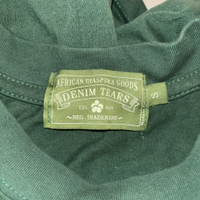 AFRICAN DIASPORA GOODS
DENIM TEARS
EST.
REG. TRADEMARK
S